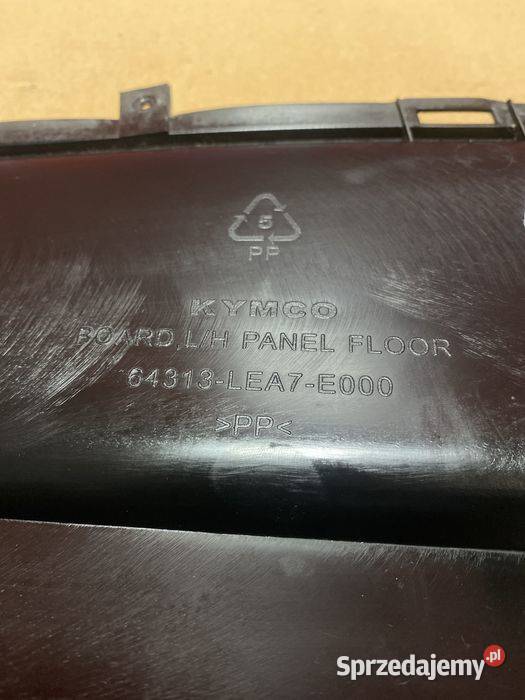 5
PP
KYMCO
BOARD,L/H PANEL FLOOR
64313-LEA7-E000
>PP<
Sprzedajemy.pl